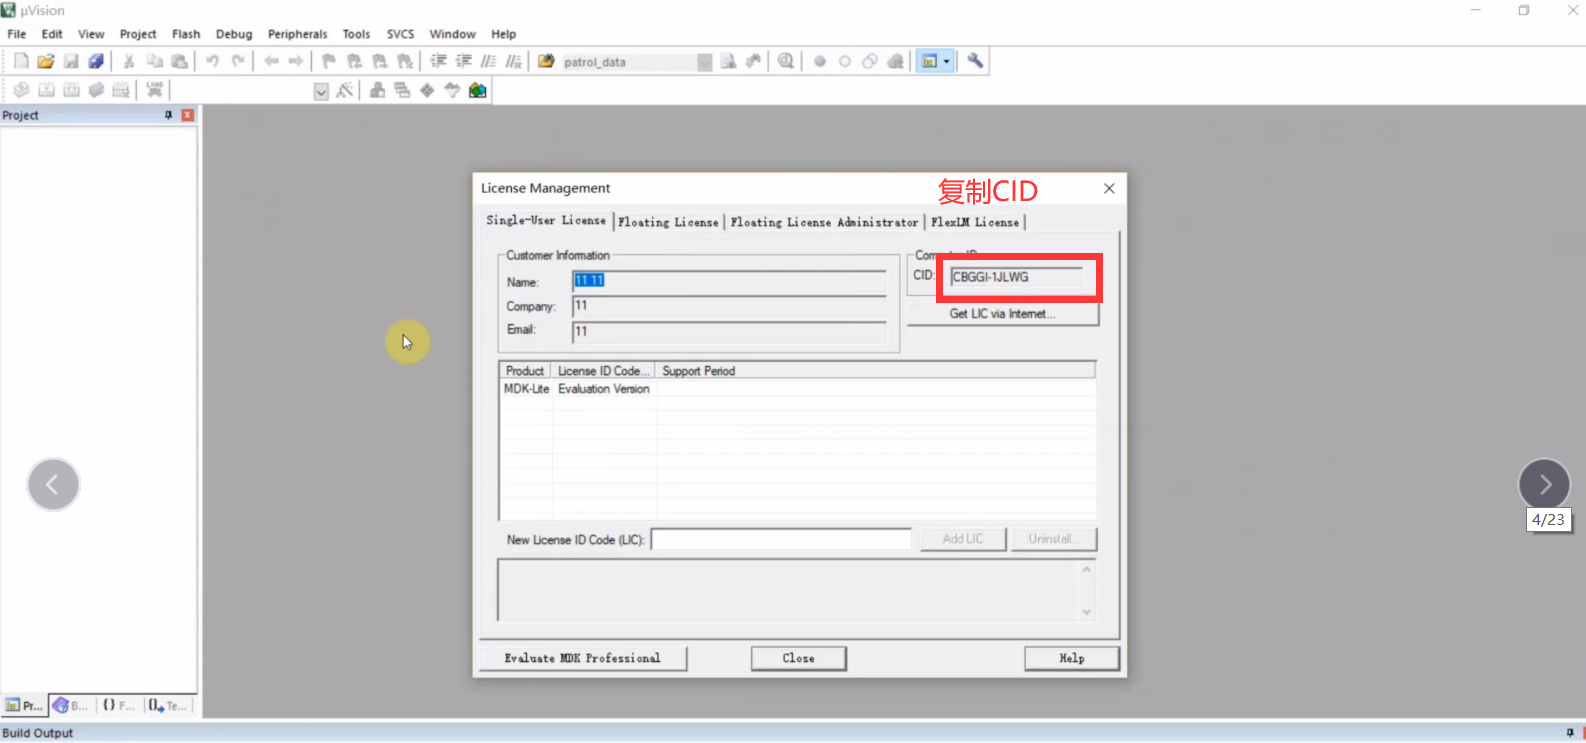 µVision
File Edit View Project Flash Debug Peripherals Tools SVCS Window Help
patrol_data
LOAD
Project
License Management
复制CID
Single-User License Floating License Floating License Administrator FlexLM License
Customer Information
Name: 11 11
Company: 11
Email: 11
CID: CBGGI-1JLWG
Get LIC via Internet...
Product License ID Code... Support Period
MDK-Lite Evaluation Version
New License ID Code (LIC): Add LIC Uninstall...
Evaluate MDK Professional Close Help
4/23
Pr... B... {} F... Te...
Build Output